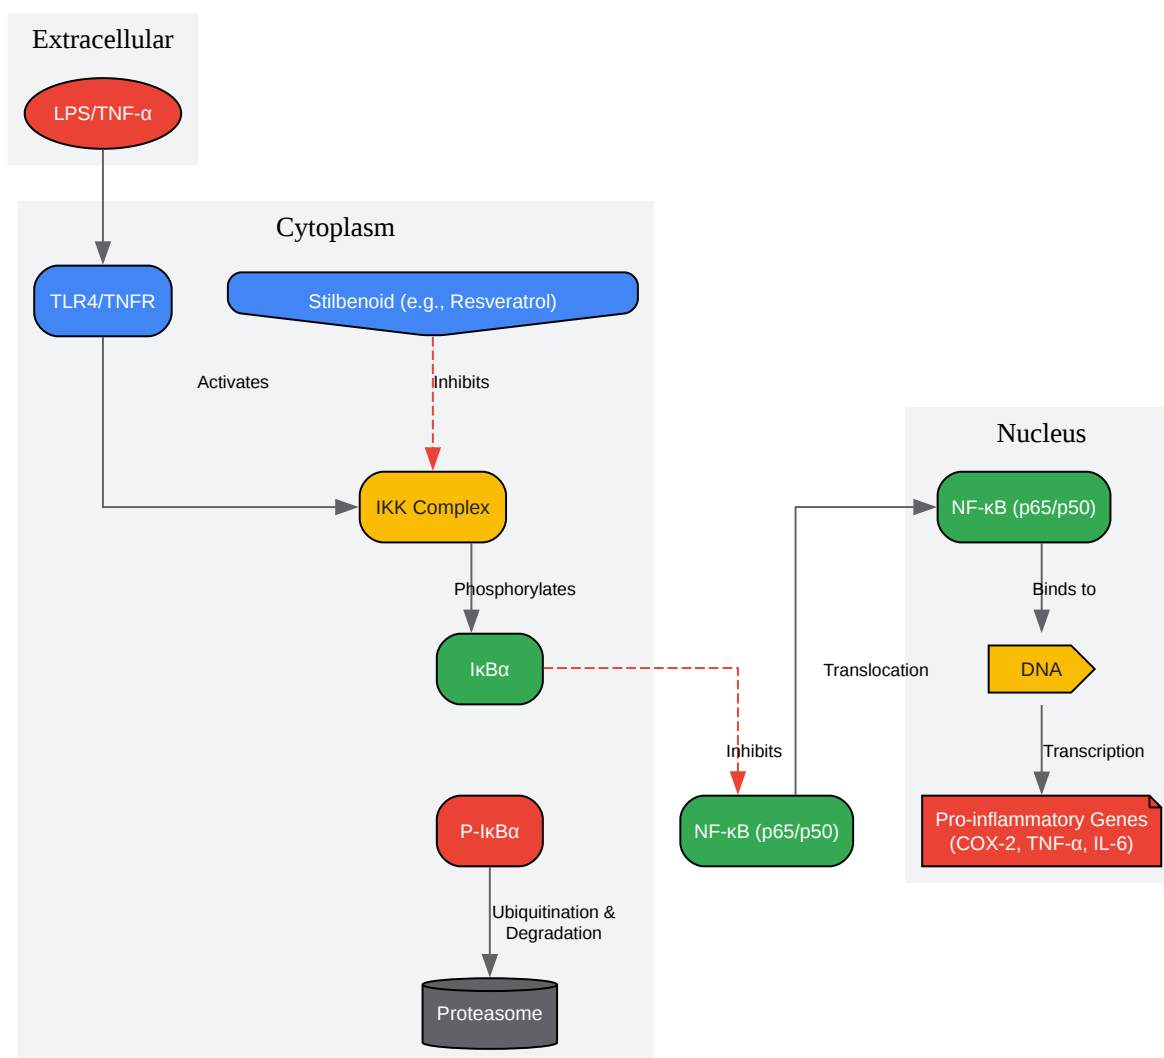 Extracellular
LPS/TNF-α
Cytoplasm
TLR4/TNFR
Stilbenoid (e.g., Resveratrol)
Activates
Inhibits
Nucleus
IKK Complex
NF-κB (p65/p50)
Phosphorylates
Binds to
IκBα
Translocation
DNA
Inhibits
Transcription
P-IκBα
NF-κB (p65/p50)
Pro-inflammatory Genes
(COX-2, TNF-α, IL-6)
Ubiquitination &
Degradation
Proteasome